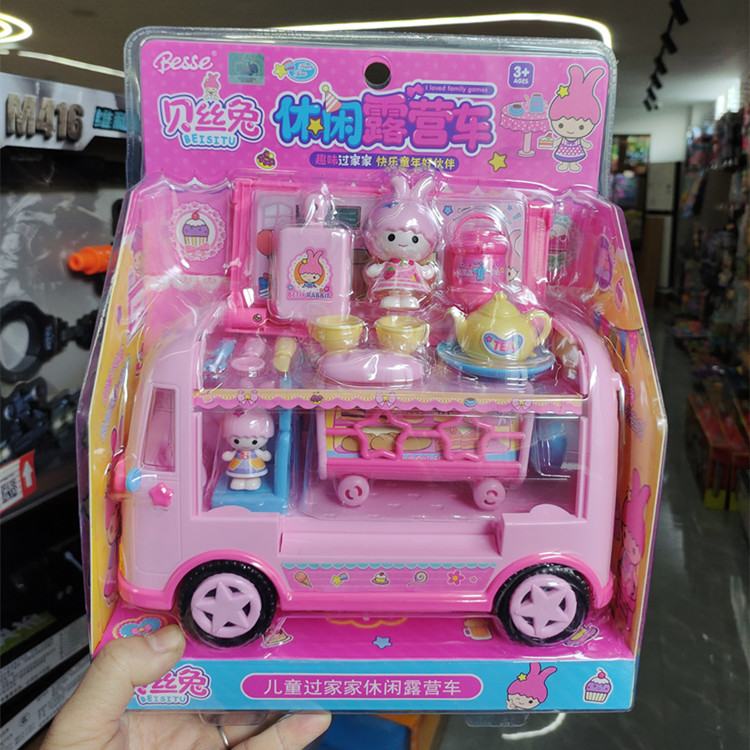 Besse
贝丝兔
BEISITU
I loved family games
休闲露营车
趣味过家家 快乐童年好伙伴
3+
AGES
M416
TEA
贝丝兔
BEISITU
儿童过家家休闲露营车